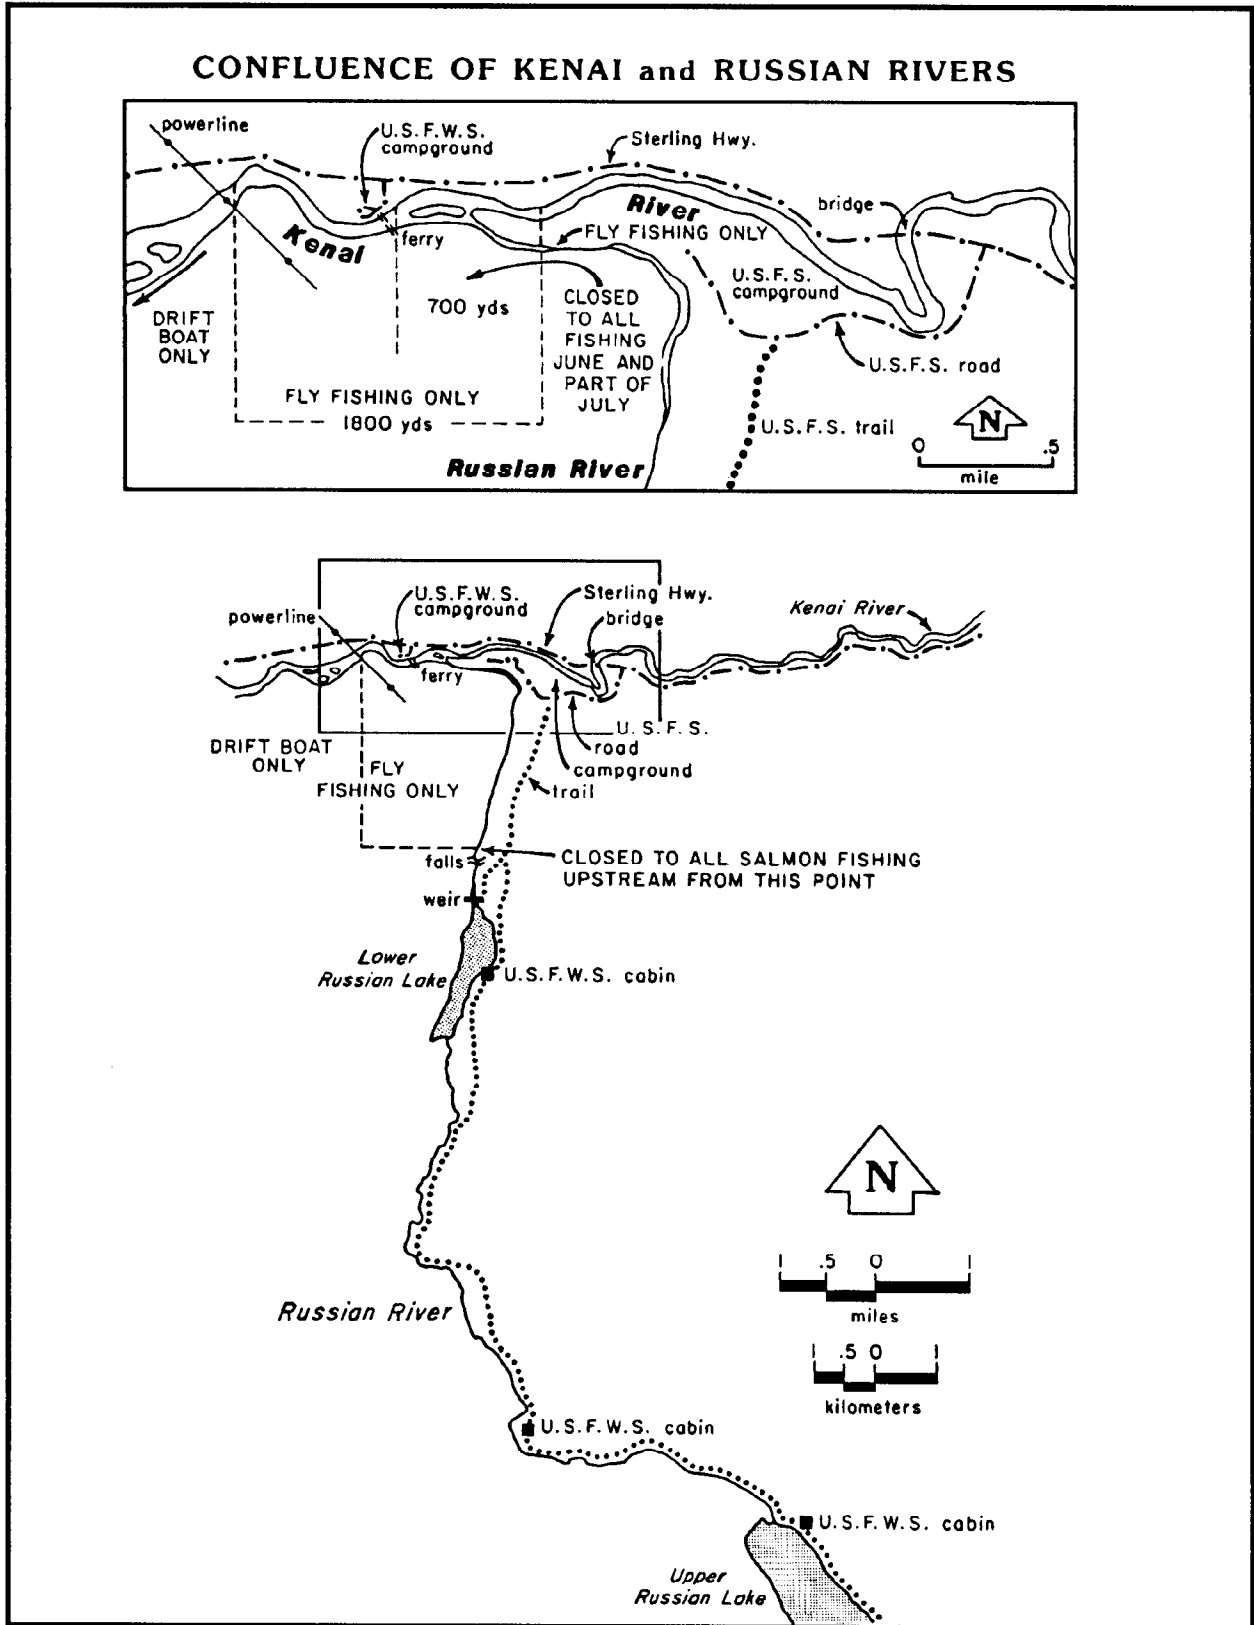 CONFLUENCE OF KENAI and RUSSIAN RIVERS
powerline
U.S.F.W.S.
campground
Sterling Hwy.
bridge
Kenai
River
ferry
FLY FISHING ONLY
U.S.F.S.
campground
DRIFT
BOAT
ONLY
700 yds
CLOSED
TO ALL
FISHING
JUNE AND
PART OF
JULY
U.S.F.S. road
FLY FISHING ONLY
1800 yds
U.S.F.S. trail
N
0 .5
mile
Russian River
U.S.F.W.S.
campground
Sterling Hwy.
bridge
Kenai River
powerline
ferry
U.S.F.S.
road
campground
trail
DRIFT BOAT
ONLY
FLY
FISHING ONLY
falls
CLOSED TO ALL SALMON FISHING
UPSTREAM FROM THIS POINT
weir
Lower
Russian Lake
U.S.F.W.S. cabin
N
1 .5 0 1
miles
1 .5 0 1
kilometers
Russian River
U.S.F.W.S. cabin
U.S.F.W.S. cabin
Upper
Russian Lake